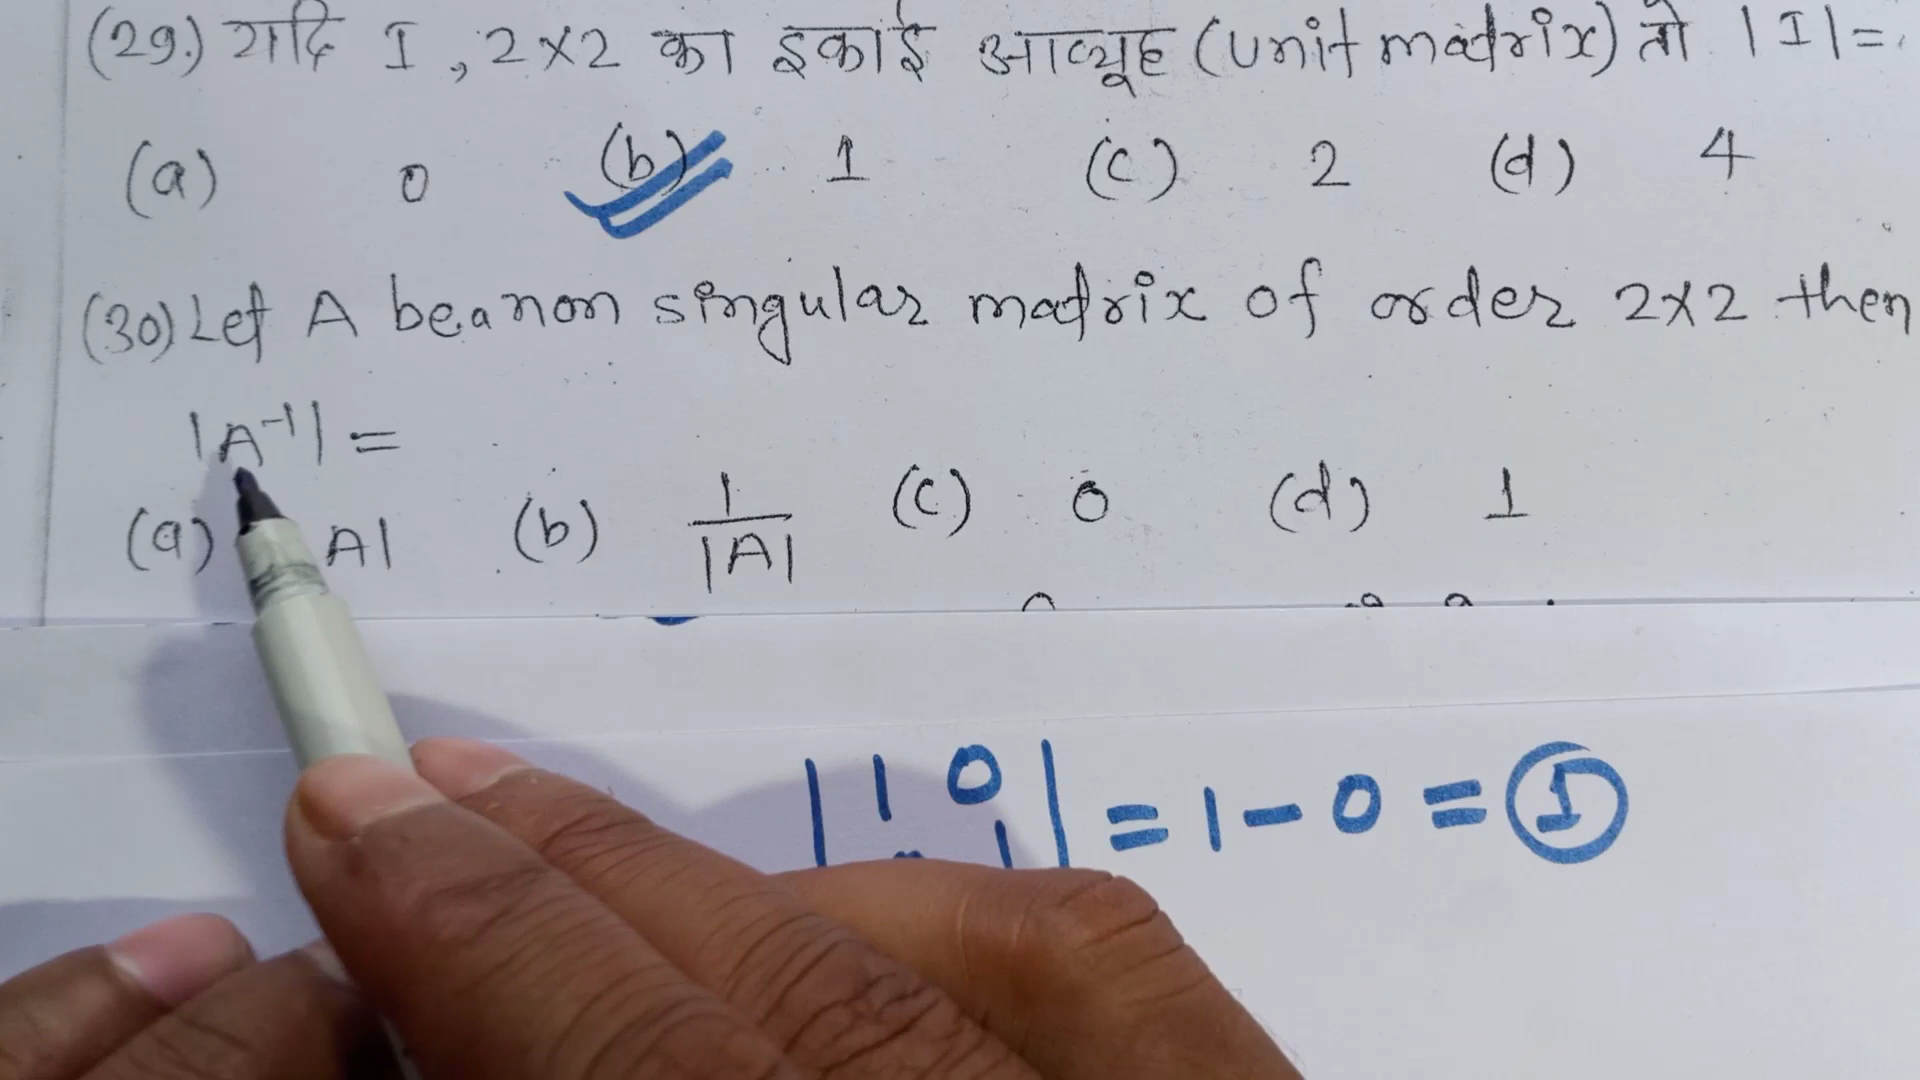 (29.) यदि I, 2×2 का इकाई आव्यूह (unit matrix) तो |I| =
(a) 0 (b) 1 (c) 2 (d) 4
(30) Let A be a non singular matrix of order 2×2 then
|A⁻¹| =
(a) A| (b) 1/|A| (c) 0 (d) 1
|1 0| = 1 - 0 = 1
1